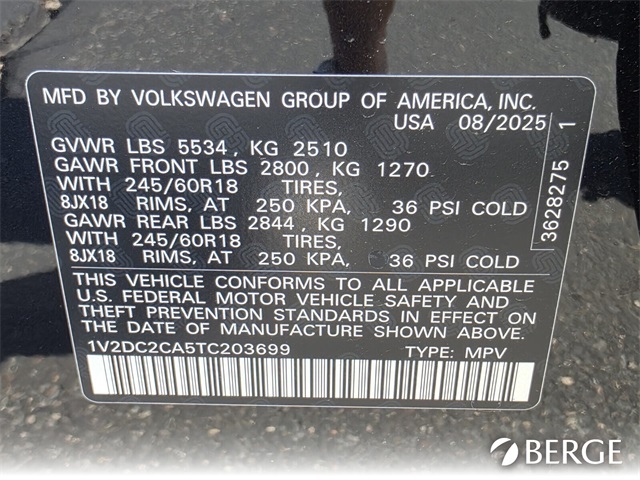 MFD BY VOLKSWAGEN GROUP OF AMERICA, INC.
USA 08/2025
GVWR LBS 5534, KG 2510
GAWR FRONT LBS 2800, KG 1270
WITH 245/60R18 TIRES,
8JX18 RIMS, AT 250 KPA, 36 PSI COLD
GAWR REAR LBS 2844, KG 1290
WITH 245/60R18 TIRES,
8JX18 RIMS, AT 250 KPA, 36 PSI COLD
THIS VEHICLE CONFORMS TO ALL APPLICABLE
U.S. FEDERAL MOTOR VEHICLE SAFETY AND
THEFT PREVENTION STANDARDS IN EFFECT ON
THE DATE OF MANUFACTURE SHOWN ABOVE.
1V2DC2CA5TC203699 TYPE: MPV
3628275 1
BERGE